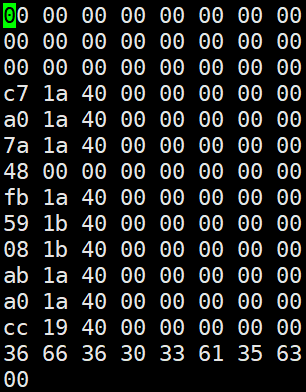 00 00 00 00 00 00 00 00
00 00 00 00 00 00 00 00
00 00 00 00 00 00 00 00
c7 1a 40 00 00 00 00 00
a0 1a 40 00 00 00 00 00
7a 1a 40 00 00 00 00 00
48 00 00 00 00 00 00 00
fb 1a 40 00 00 00 00 00
59 1b 40 00 00 00 00 00
08 1b 40 00 00 00 00 00
ab 1a 40 00 00 00 00 00
a0 1a 40 00 00 00 00 00
cc 19 40 00 00 00 00 00
36 66 36 30 33 61 35 63
00